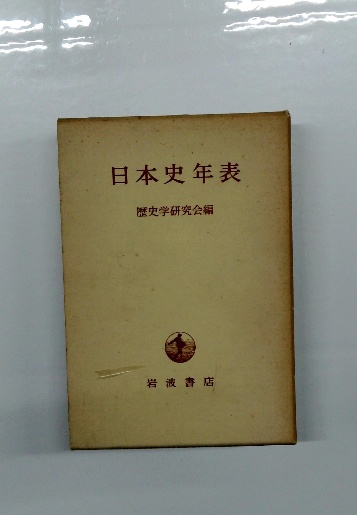 日本史年表
歴史学研究会編
岩波書店